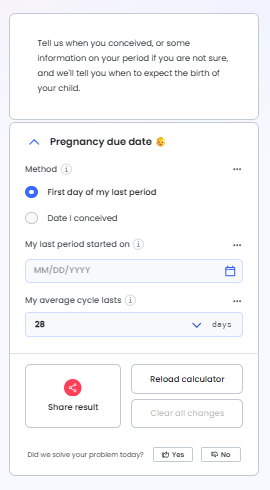 Tell us when you conceived, or some
information on your period if you are not sure,
and we'll tell you when to expect the birth of
your child.
Pregnancy due date
Method
First day of my last period
Date I conceived
My last period started on
MM/DD/YYYY
My average cycle lasts
28 days
Share result
Reload calculator
Clear all changes
Did we solve your problem today? Yes No